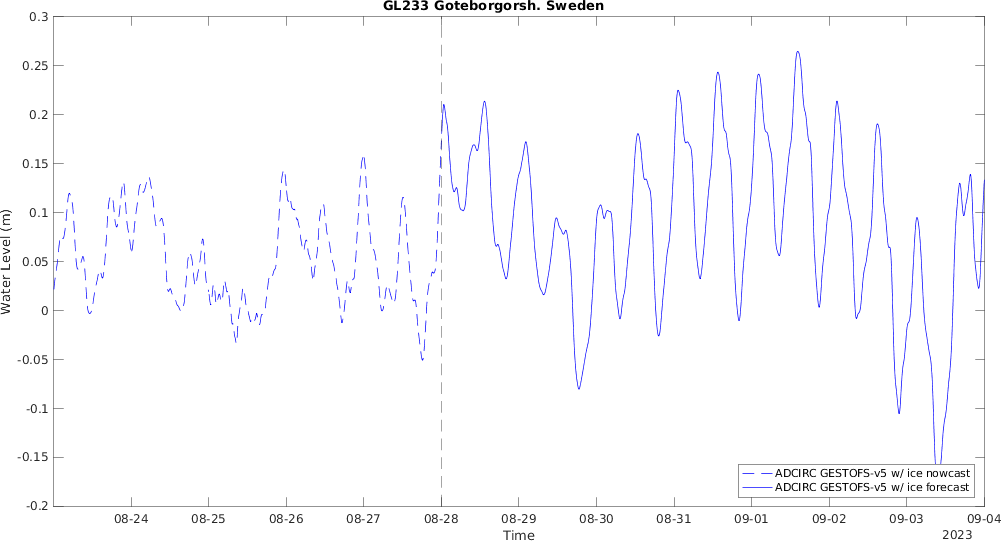 GL233 Goteborgorsh. Sweden
0.3
0.25
0.2
0.15
0.1
0.05
0
-0.05
-0.1
-0.15
-0.2
Water Level (m)
ADCIRC GESTOFS-v5 w/ ice nowcast
ADCIRC GESTOFS-v5 w/ ice forecast
08-24 08-25 08-26 08-27 08-28 08-29 08-30 08-31 09-01 09-02 09-03 09-04
Time
2023